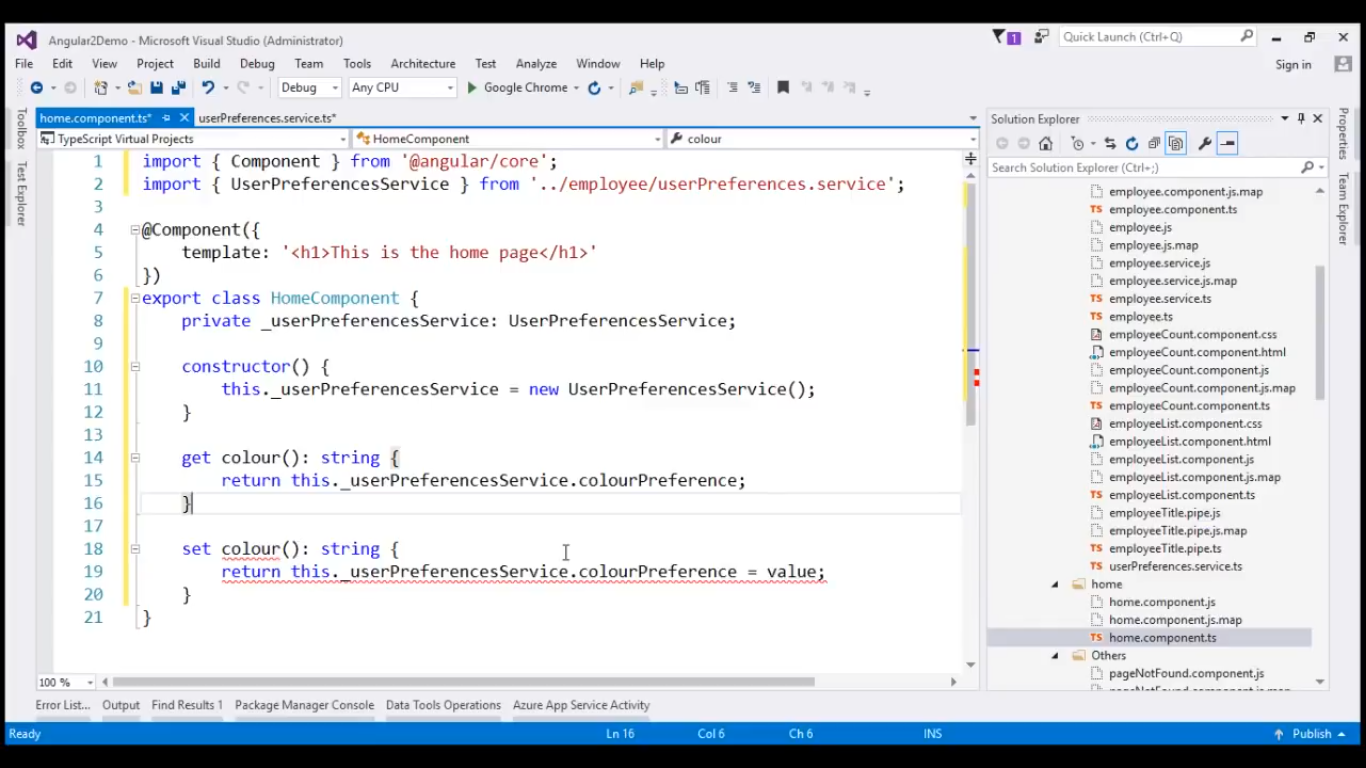 Angular2Demo - Microsoft Visual Studio (Administrator)
1
Quick Launch (Ctrl+Q)
File Edit View Project Build Debug Team Tools Architecture Test Analyze Window Help
Sign in
Debug Any CPU Google Chrome
home.component.ts* userPreferences.service.ts*
TypeScript Virtual Projects HomeComponent colour
Toolbox
Test Explorer
1 import { Component } from '@angular/core';
2 import { UserPreferencesService } from '../employee/userPreferences.service';
3
4 @Component({
5 template: '<h1>This is the home page</h1>'
6 })
7 export class HomeComponent {
8 private _userPreferencesService: UserPreferencesService;
9
10 constructor() {
11 this._userPreferencesService = new UserPreferencesService();
12 }
13
14 get colour(): string {
15 return this._userPreferencesService.colourPreference;
16 }
17
18 set colour(): string {
19 return this._userPreferencesService.colourPreference = value;
20 }
21 }
100 %
Solution Explorer
Search Solution Explorer (Ctrl+;)
employee.component.js.map
TS employee.component.ts
employee.js
employee.js.map
employee.service.js
employee.service.js.map
TS employee.service.ts
TS employee.ts
employeeCount.component.css
employeeCount.component.html
employeeCount.component.js
employeeCount.component.js.map
TS employeeCount.component.ts
employeeList.component.css
employeeList.component.html
employeeList.component.js
employeeList.component.js.map
TS employeeList.component.ts
employeeTitle.pipe.js
employeeTitle.pipe.js.map
TS employeeTitle.pipe.ts
TS userPreferences.service.ts
home
home.component.js
home.component.js.map
TS home.component.ts
Others
pageNotFound.component.js
Properties
Team Explorer
Error List... Output Find Results 1 Package Manager Console Data Tools Operations Azure App Service Activity
Ready Ln 16 Col 6 Ch 6 INS Publish